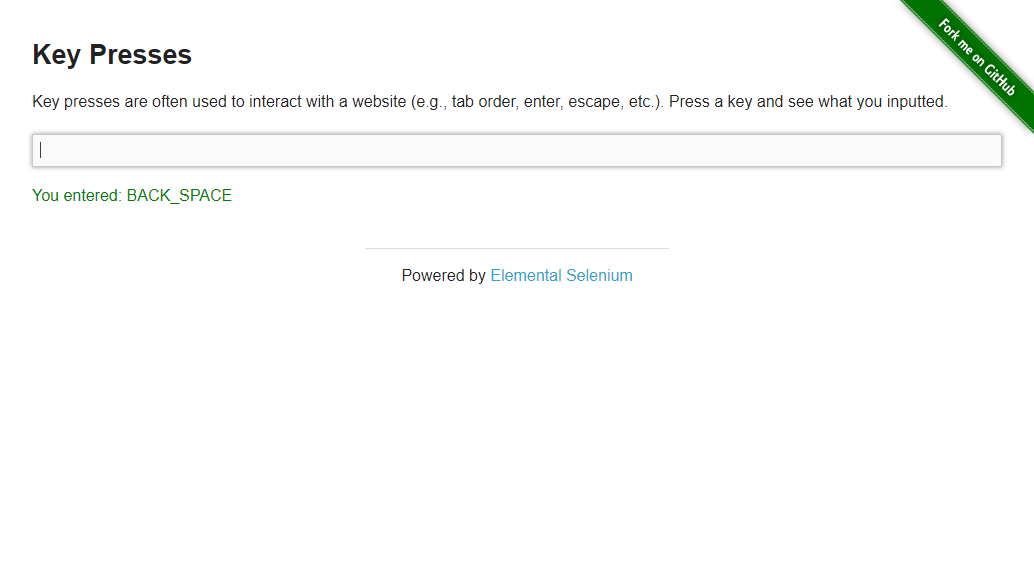 Fork me on GitHub
Key Presses
Key presses are often used to interact with a website (e.g., tab order, enter, escape, etc.). Press a key and see what you inputted.
You entered: BACK_SPACE
Powered by Elemental Selenium